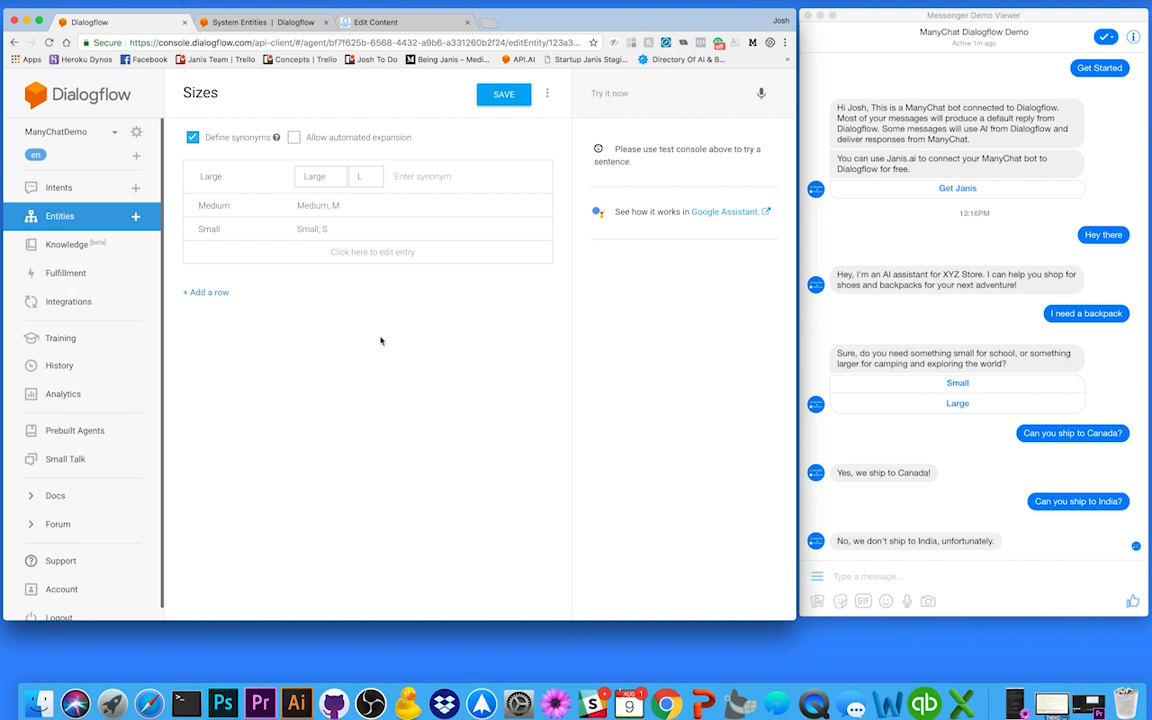 Dialogflow
System Entities | Dialogflow
Edit Content
Josh
Secure
https://console.dialogflow.com/api-client/#/agent/bf7f625b-6568-4432-a9b6-a331260b2f24/editEntity/123a3...
Apps
Heroku Dynos
Facebook
Janis Team | Trello
Concepts | Trello
Josh To Do
Being Janis – Medi...
API.AI
Startup Janis Stagi...
Directory Of AI & B...
»
Dialogflow
ManyChatDemo
en
Intents
Entities
Knowledge [beta]
Fulfillment
Integrations
Training
History
Analytics
Prebuilt Agents
Small Talk
Docs
Forum
Support
Account
Logout
Sizes
SAVE
Define synonyms
Allow automated expansion
Large
Large
L
Enter synonym
Medium
Medium, M
Small
Small, S
Click here to edit entry
+ Add a row
Try it now
Please use test console above to try a
sentence.
See how it works in Google Assistant.
Messenger Demo Viewer
ManyChat Dialogflow Demo
Active 1m ago
Get Started
Hi Josh, This is a ManyChat bot connected to Dialogflow.
Most of your messages will produce a default reply from
Dialogflow. Some messages will use AI from Dialogflow and
deliver responses from ManyChat.
You can use Janis.ai to connect your ManyChat bot to
Dialogflow for free.
Get Janis
12:16PM
Hey there
Hey, I'm an AI assistant for XYZ Store. I can help you shop for
shoes and backpacks for your next adventure!
I need a backpack
Sure, do you need something small for school, or something
larger for camping and exploring the world?
Small
Large
Can you ship to Canada?
Yes, we ship to Canada!
Can you ship to India?
No, we don't ship to India, unfortunately.
Type a message...
GIF
Ps
Pr
Ai
AUG
9
1
qb